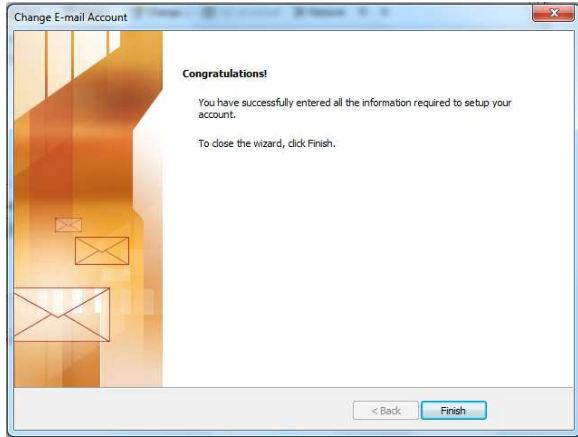 Change E-mail Account
Congratulations!
You have successfully entered all the information required to setup your
account.
To close the wizard, click Finish.
< Back
Finish